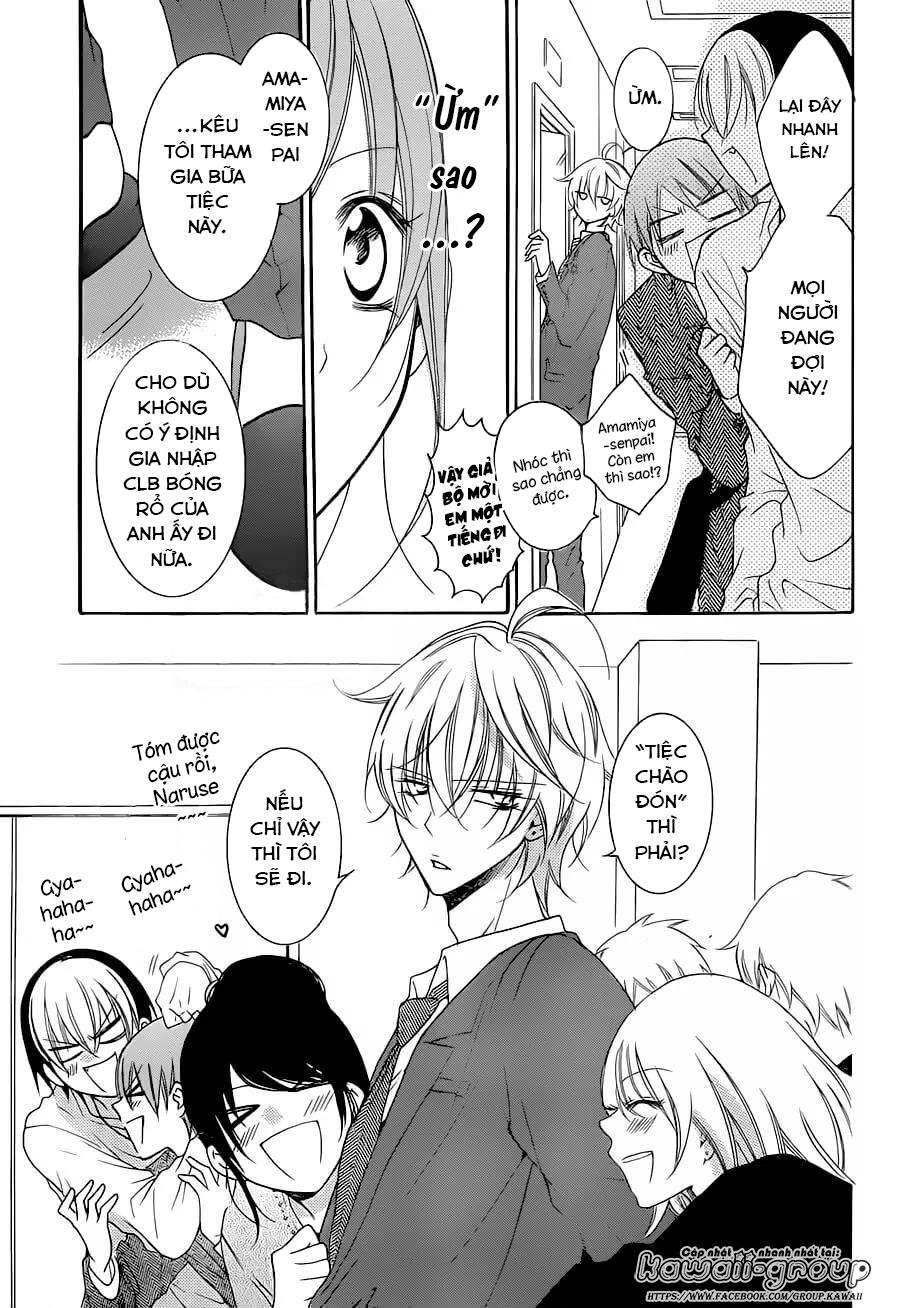 LẠI ĐÂY
NHANH
LÊN!
MỌI
NGƯỜI
ĐANG
ĐỢI
NÀY!
ỪM.
Amamiya
-senpai!
Còn em
thì sao!?
Nhóc thì
sao chẳng
được.
VẬY GIẢ
BỘ MỜI
EM MỘT
TIẾNG ĐI
CHỨ!
“Ừm”
sao
...?
AMA-
MIYA
-SEN
PAI
...KÊU
TÔI THAM
GIA BỮA
TIỆC
NÀY.
CHO DÙ
KHÔNG
CÓ Ý ĐỊNH
GIA NHẬP
CLB BÓNG
RỔ CỦA
ANH ẤY ĐI
NỮA.
“TIỆC
CHÀO
ĐÓN”
THÌ
PHẢI?
NẾU
CHỈ VẬY
THÌ TÔI
SẼ ĐI.
Tóm được
cậu rồi,
Naruse
~~~
Gyaha-
haha~~
Gya-
haha-
ha~~
Cập nhật nhanh nhất tại:
kawaii-group
https://www.facebook.com/group.kawaii